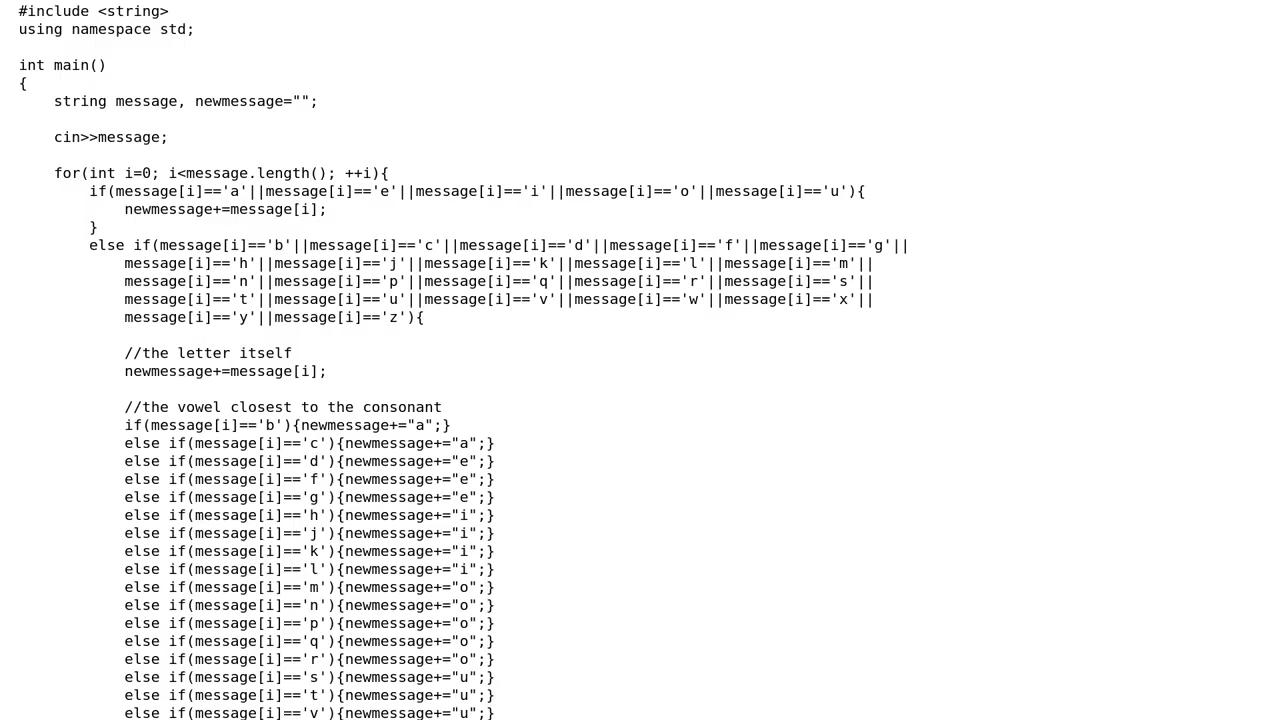 #include <string>
using namespace std;
int main()
{
string message, newmessage="";
cin>>message;
for(int i=0; i<message.length(); ++i){
if(message[i]=='a'||message[i]=='e'||message[i]=='i'||message[i]=='o'||message[i]=='u'){
newmessage+=message[i];
}
else if(message[i]=='b'||message[i]=='c'||message[i]=='d'||message[i]=='f'||message[i]=='g'||
message[i]=='h'||message[i]=='j'||message[i]=='k'||message[i]=='l'||message[i]=='m'||
message[i]=='n'||message[i]=='p'||message[i]=='q'||message[i]=='r'||message[i]=='s'||
message[i]=='t'||message[i]=='u'||message[i]=='v'||message[i]=='w'||message[i]=='x'||
message[i]=='y'||message[i]=='z'){
//the letter itself
newmessage+=message[i];
//the vowel closest to the consonant
if(message[i]=='b'){newmessage+="a";}
else if(message[i]=='c'){newmessage+="a";}
else if(message[i]=='d'){newmessage+="e";}
else if(message[i]=='f'){newmessage+="e";}
else if(message[i]=='g'){newmessage+="e";}
else if(message[i]=='h'){newmessage+="i";}
else if(message[i]=='j'){newmessage+="i";}
else if(message[i]=='k'){newmessage+="i";}
else if(message[i]=='l'){newmessage+="i";}
else if(message[i]=='m'){newmessage+="o";}
else if(message[i]=='n'){newmessage+="o";}
else if(message[i]=='p'){newmessage+="o";}
else if(message[i]=='q'){newmessage+="o";}
else if(message[i]=='r'){newmessage+="o";}
else if(message[i]=='s'){newmessage+="u";}
else if(message[i]=='t'){newmessage+="u";}
else if(message[i]=='v'){newmessage+="u";}